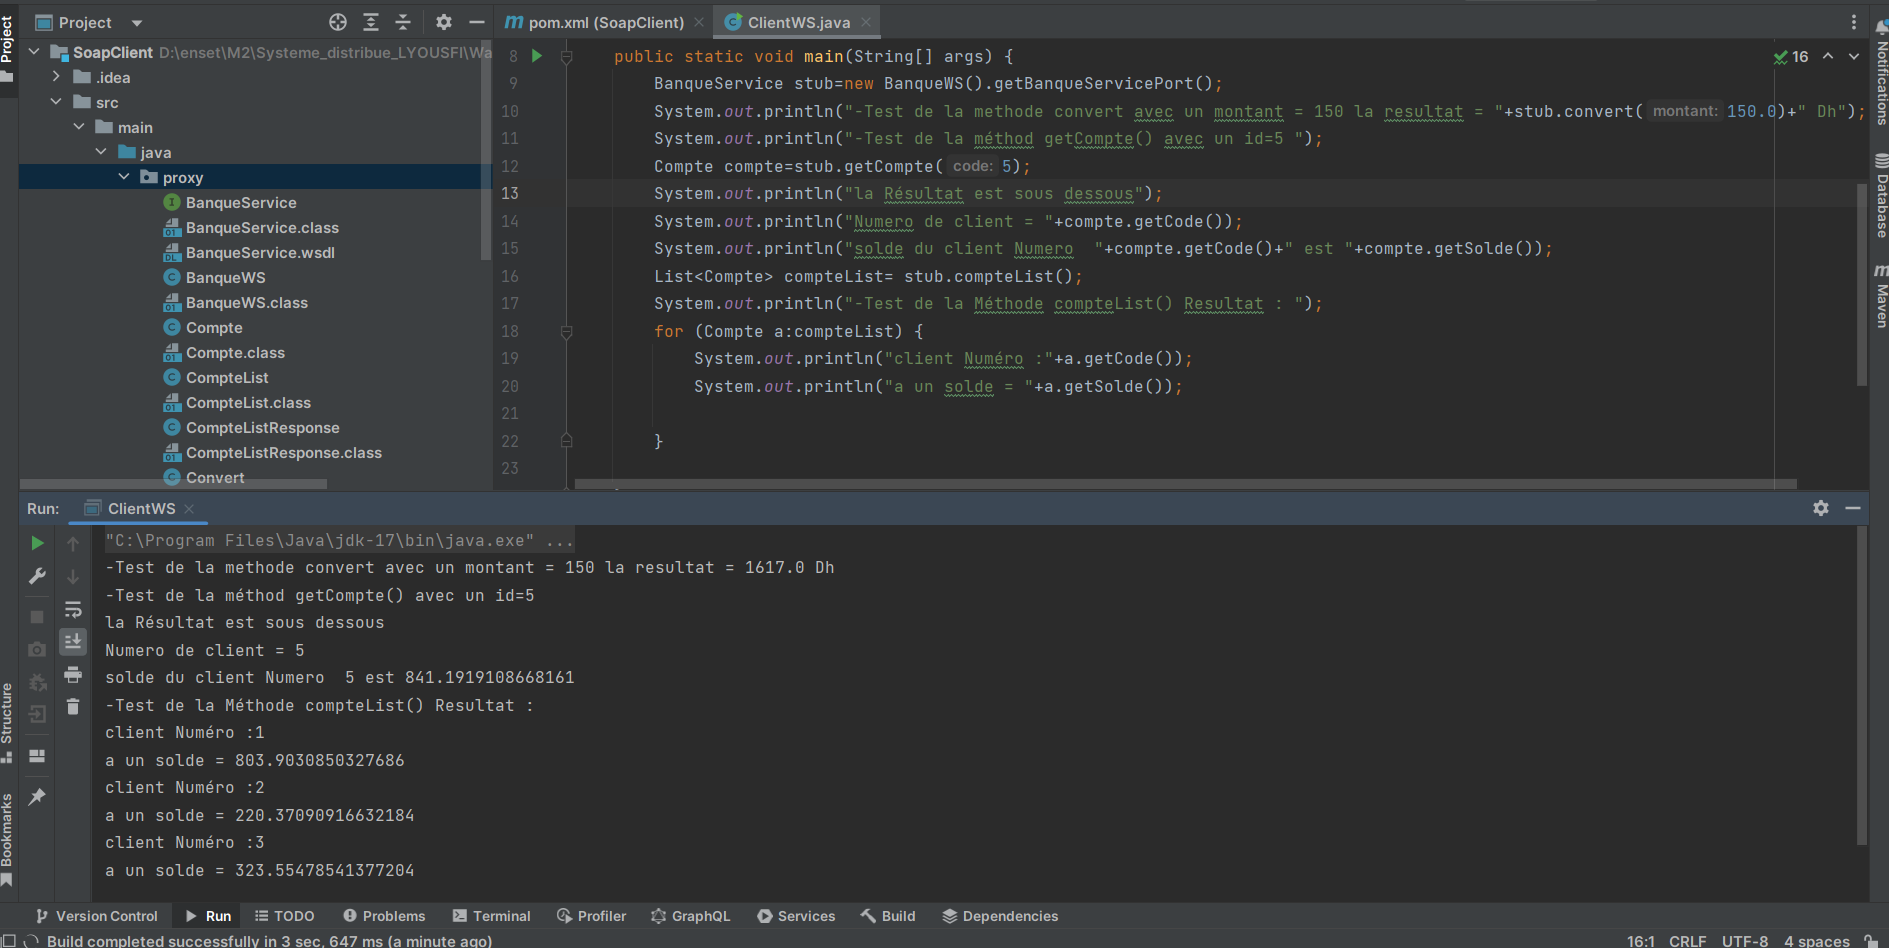 Project
pom.xml (SoapClient)
ClientWS.java
SoapClient D:\enset\M2\Systeme_distribue_LYOUSFI\Wa
.idea
src
main
java
proxy
BanqueService
BanqueService.class
BanqueService.wsdl
BanqueWS
BanqueWS.class
Compte
Compte.class
CompteList
CompteList.class
CompteListResponse
CompteListResponse.class
Convert
16
8 public static void main(String[] args) {
9 BanqueService stub=new BanqueWS().getBanqueServicePort();
10 System.out.println("-Test de la methode convert avec un montant = 150 la resultat = "+stub.convert( montant: 150.0)+" Dh");
11 System.out.println("-Test de la méthod getCompte() avec un id=5 ");
12 Compte compte=stub.getCompte( code: 5);
13 System.out.println("la Résultat est sous dessous");
14 System.out.println("Numero de client = "+compte.getCode());
15 System.out.println("solde du client Numero  "+compte.getCode()+" est "+compte.getSolde());
16 List<Compte> compteList= stub.compteList();
17 System.out.println("-Test de la Méthode compteList() Resultat : ");
18 for (Compte a:compteList) {
19 System.out.println("client Numéro :"+a.getCode());
20 System.out.println("a un solde = "+a.getSolde());
21
22 }
23
Project
Structure
Bookmarks
Notifications
Database
m Maven
Run: ClientWS
"C:\Program Files\Java\jdk-17\bin\java.exe" ...
-Test de la methode convert avec un montant = 150 la resultat = 1617.0 Dh
-Test de la méthod getCompte() avec un id=5
la Résultat est sous dessous
Numero de client = 5
solde du client Numero  5 est 841.1919108668161
-Test de la Méthode compteList() Resultat :
client Numéro :1
a un solde = 803.9030850327686
client Numéro :2
a un solde = 220.37090916632184
client Numéro :3
a un solde = 323.55478541377204
Version Control
Run
TODO
Problems
Terminal
Profiler
GraphQL
Services
Build
Dependencies
Build completed successfully in 3 sec, 647 ms (a minute ago)
16:1 CRLF UTF-8 4 spaces